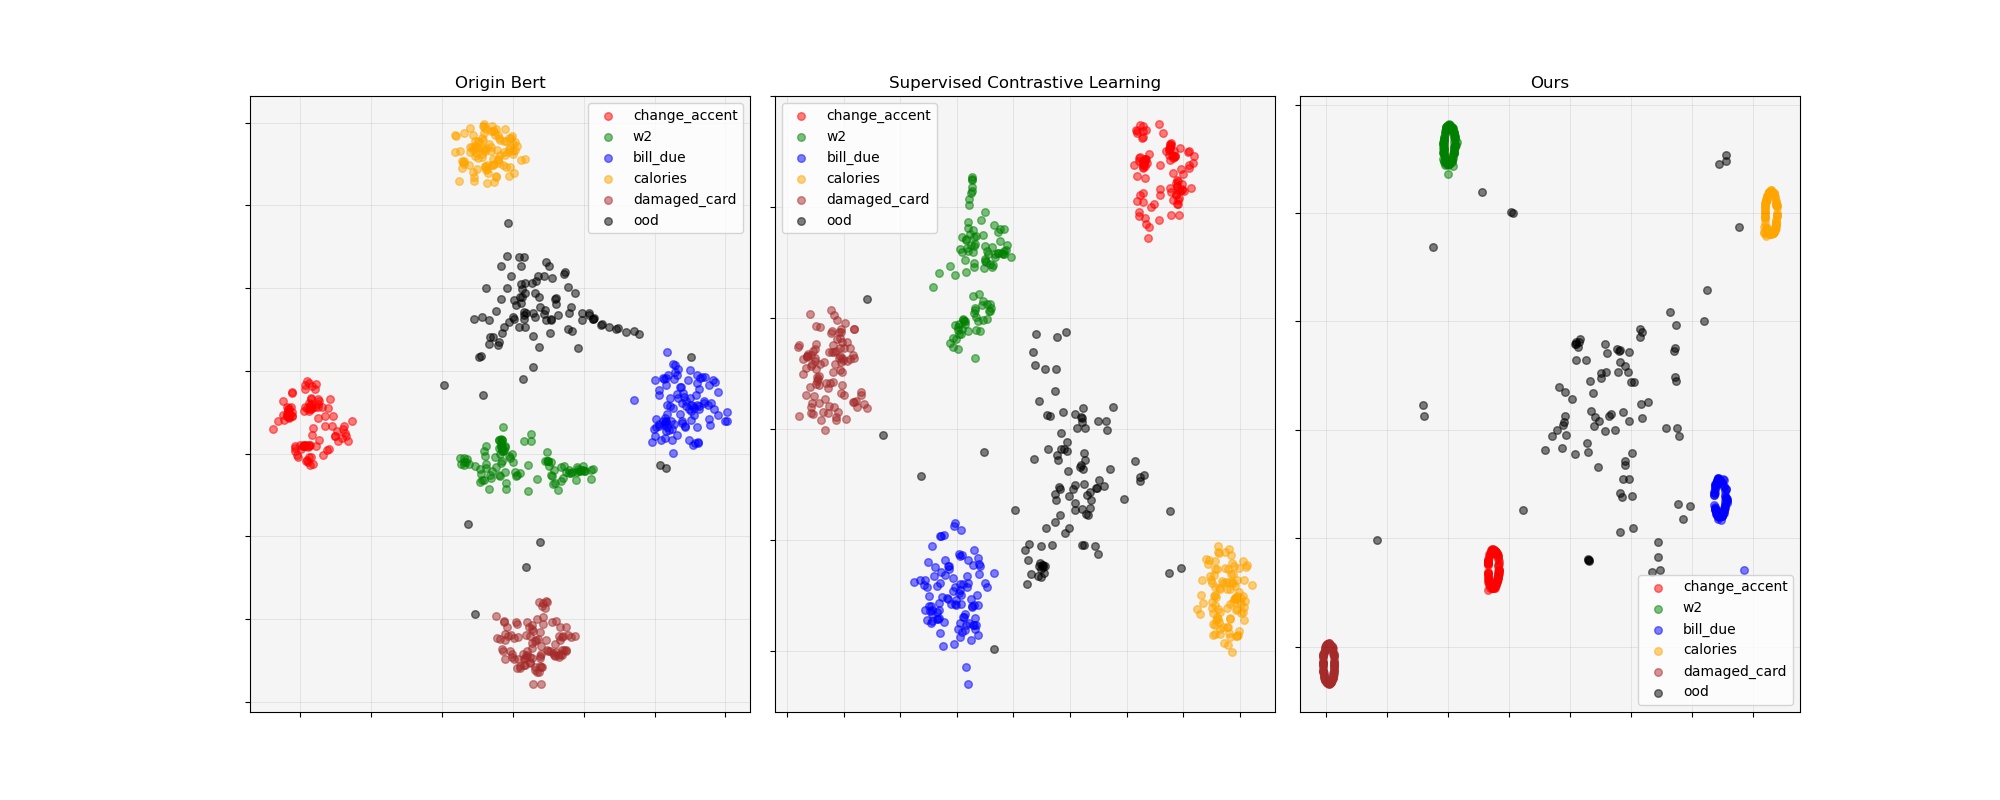 Origin Bert
change_accent
w2
bill_due
calories
damaged_card
ood
Supervised Contrastive Learning
change_accent
w2
bill_due
calories
damaged_card
ood
Ours
change_accent
w2
bill_due
calories
damaged_card
ood